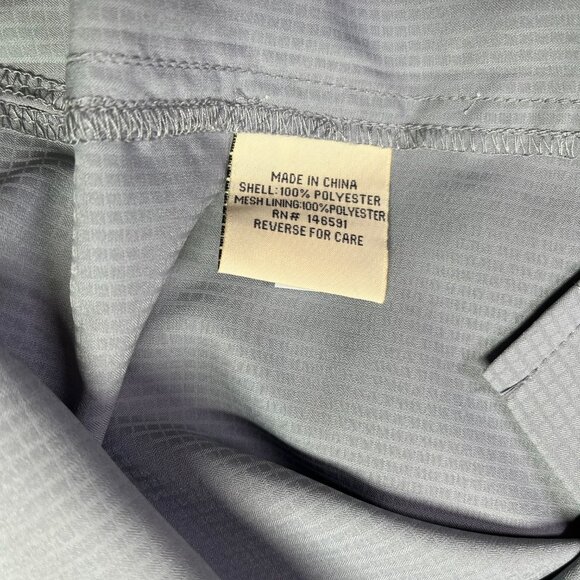 MADE IN CHINA
SHELL:100% POLYESTER
MESH LINING:100%POLYESTER
RN# 146591
REVERSE FOR CARE